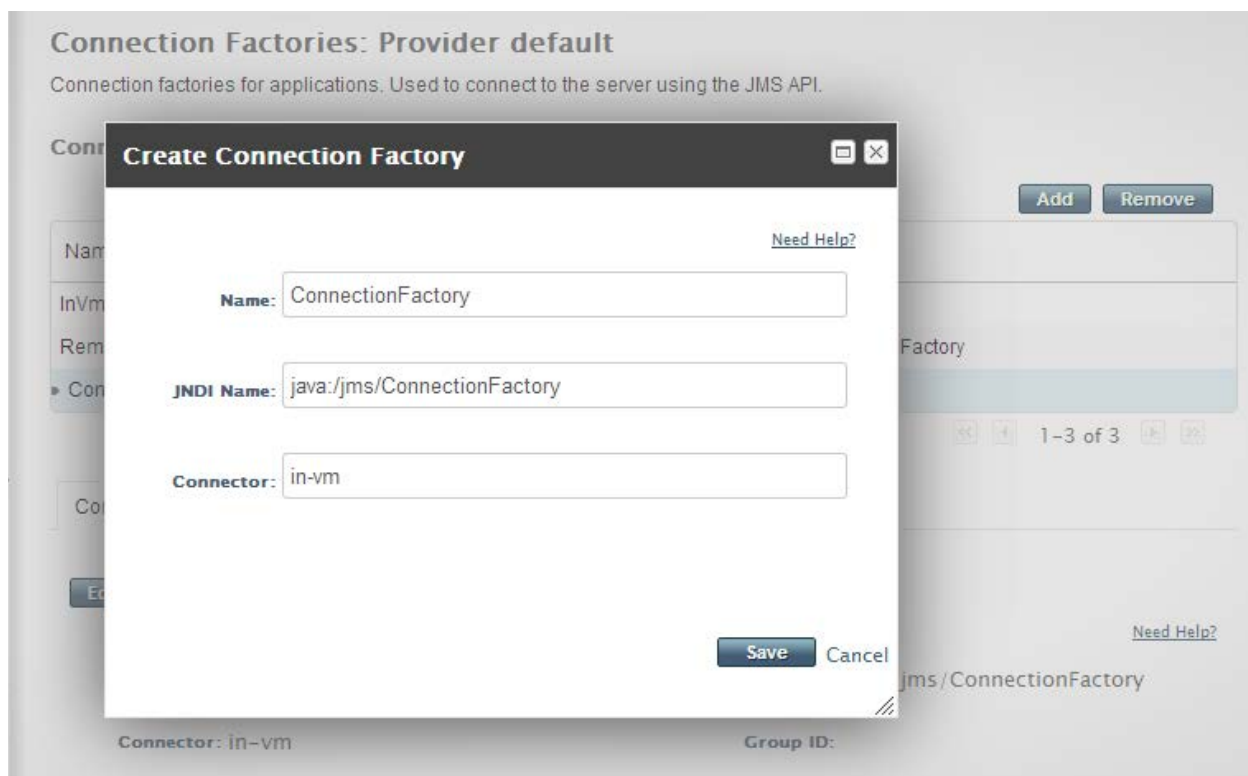 Connection Factories: Provider default
Connection factories for applications. Used to connect to the server using the JMS API.
Conn
Create Connection Factory
Add Remove
Need Help?
Nam
Name: ConnectionFactory
InVm
Rem
Factory
Con
JNDI Name: java:/jms/ConnectionFactory
1-3 of 3
Connector: in-vm
Co
Ed
Need Help?
Save Cancel
jms/ConnectionFactory
Connector: in-vm Group ID: